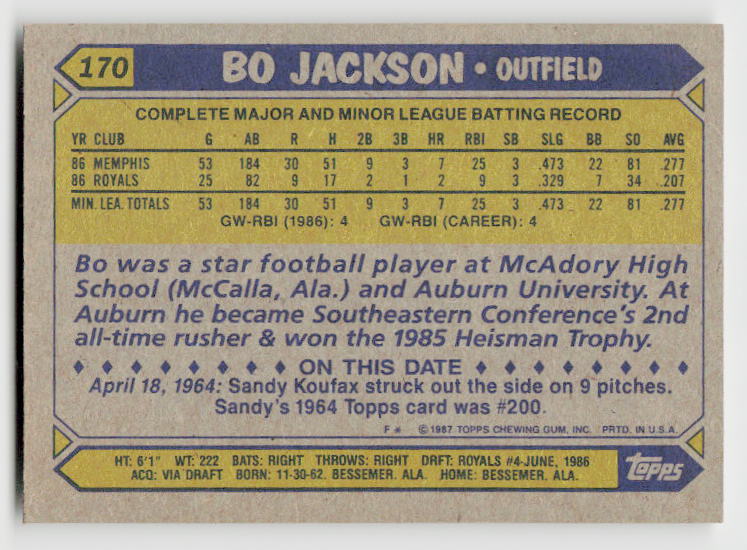 170 BO JACKSON • OUTFIELD
COMPLETE MAJOR AND MINOR LEAGUE BATTING RECORD
YR CLUB G AB R H 2B 3B HR RBI SB SLG BB SO AVG
86 MEMPHIS 53 184 30 51 9 3 7 25 3 .473 22 81 .277
86 ROYALS 25 82 9 17 2 1 2 9 3 .329 7 34 .207
MIN. LEA. TOTALS 53 184 30 51 9 3 7 25 3 .473 22 81 .277
GW-RBI (1986): 4 GW-RBI (CAREER): 4
Bo was a star football player at McAdory High
School (McCalla, Ala.) and Auburn University. At
Auburn he became Southeastern Conference's 2nd
all-time rusher & won the 1985 Heisman Trophy.
♦ ♦ ♦ ♦ ♦ ♦ ♦ ♦ ON THIS DATE ♦ ♦ ♦ ♦ ♦ ♦ ♦ ♦
April 18, 1964: Sandy Koufax struck out the side on 9 pitches.
Sandy's 1964 Topps card was #200.
F * © 1987 TOPPS CHEWING GUM, INC. PRTD. IN U.S.A.
HT: 6'1" WT: 222 BATS: RIGHT THROWS: RIGHT DRFT: ROYALS #4-JUNE, 1986
ACQ: VIA DRAFT BORN: 11-30-62, BESSEMER, ALA. HOME: BESSEMER, ALA.
Topps